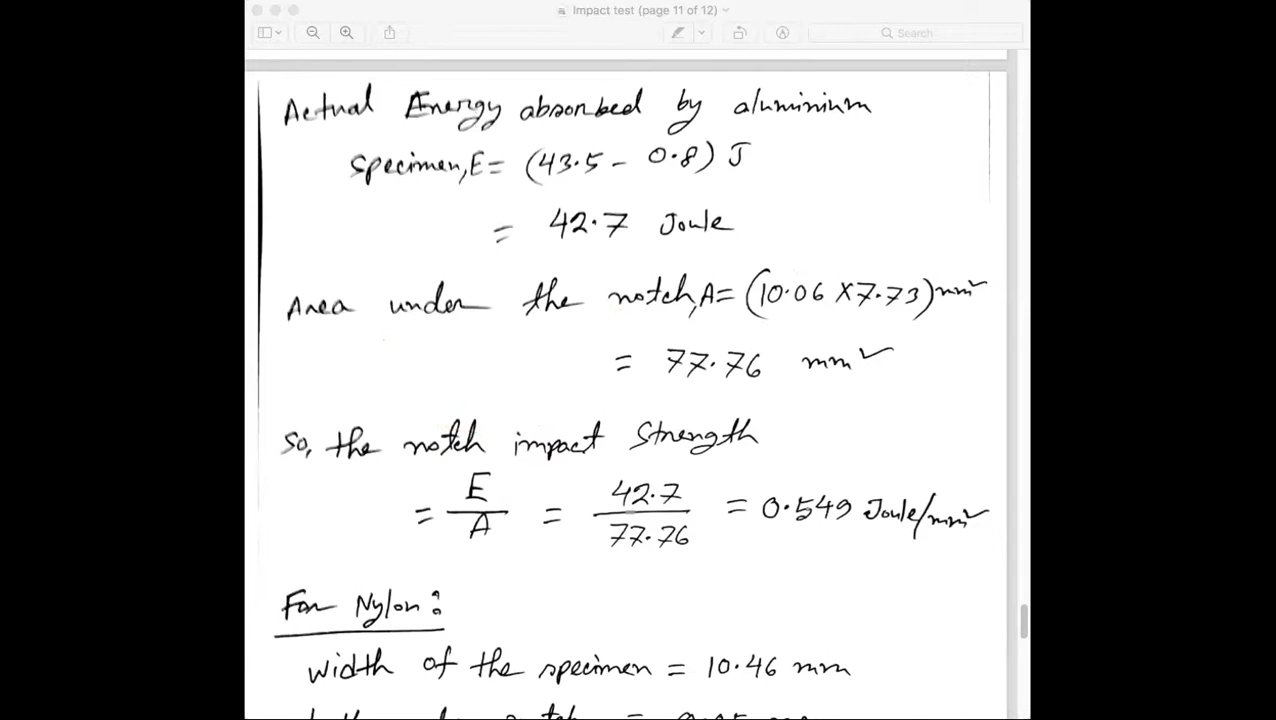 Impact test (page 11 of 12)
Search
Actual Energy absorbed by aluminium
specimen, E = (43.5 - 0.8) J
= 42.7 Joule
Area under the notch, A = (10.06 × 7.73) mm²
= 77.76 mm²
So, the notch impact strength
= E/A = 42.7/77.76 = 0.549 Joule/mm²
For Nylon:
width of the specimen = 10.46 mm